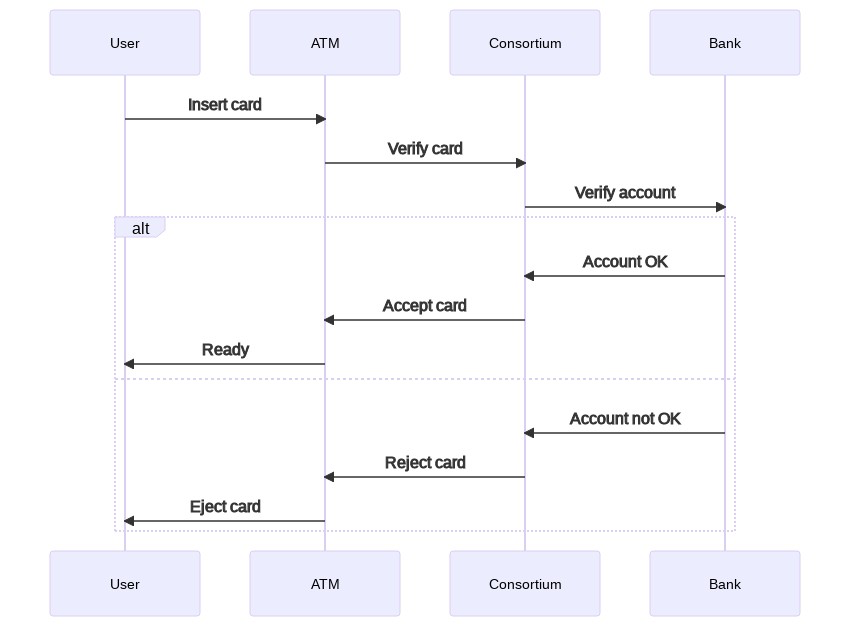 User
ATM
Consortium
Bank
Insert card
Verify card
Verify account
alt
Account OK
Accept card
Ready
Account not OK
Reject card
Eject card
User
ATM
Consortium
Bank